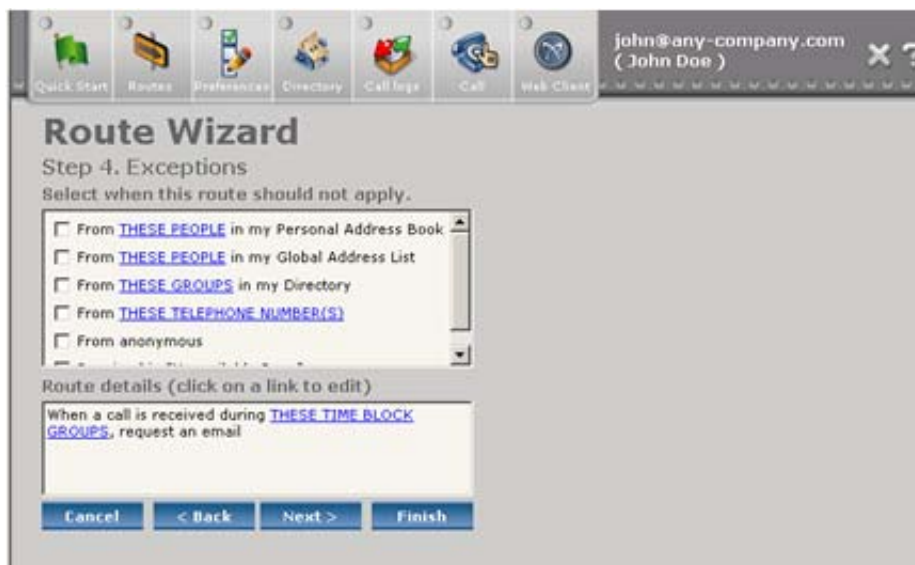 john@any-company.com
( John Doe )
Quick Start Routes Preferences Directory Call logs Call Web Client
Route Wizard
Step 4. Exceptions
Select when this route should not apply.
From THESE PEOPLE in my Personal Address Book
From THESE PEOPLE in my Global Address List
From THESE GROUPS in my Directory
From THESE TELEPHONE NUMBER(S)
From anonymous
Route details (click on a link to edit)
When a call is received during THESE TIME BLOCK
GROUPS, request an email
Cancel < Back Next > Finish